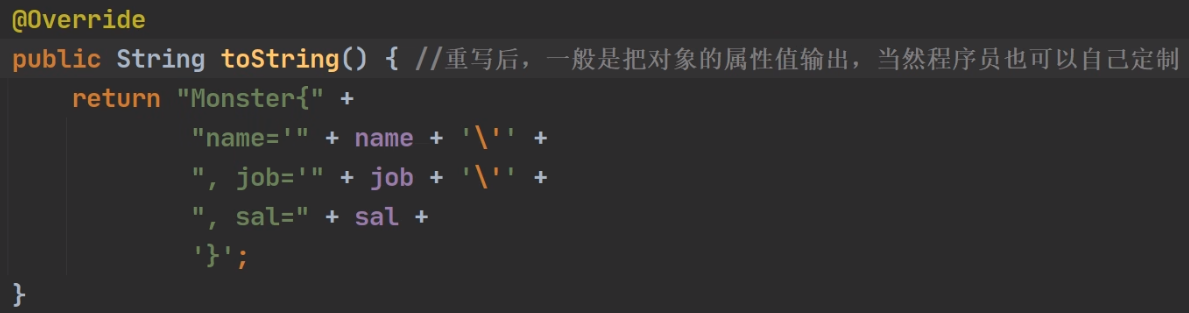 @Override
public String toString() { //重写后，一般是把对象的属性值输出，当然程序员也可以自己定制
    return "Monster{" +
            "name='" + name + '\'' +
            ", job='" + job + '\'' +
            ", sal=" + sal +
            '}';
}